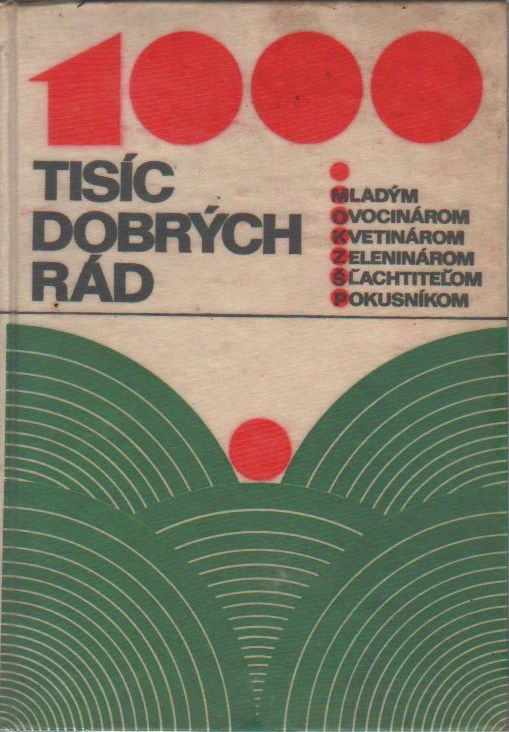 1000
TISÍC
DOBRÝCH
RÁD
MLADÝM
OVOCINÁROM
KVETINÁROM
ZELENINÁROM
ŠĽACHTITEĽOM
POKUSNÍKOM